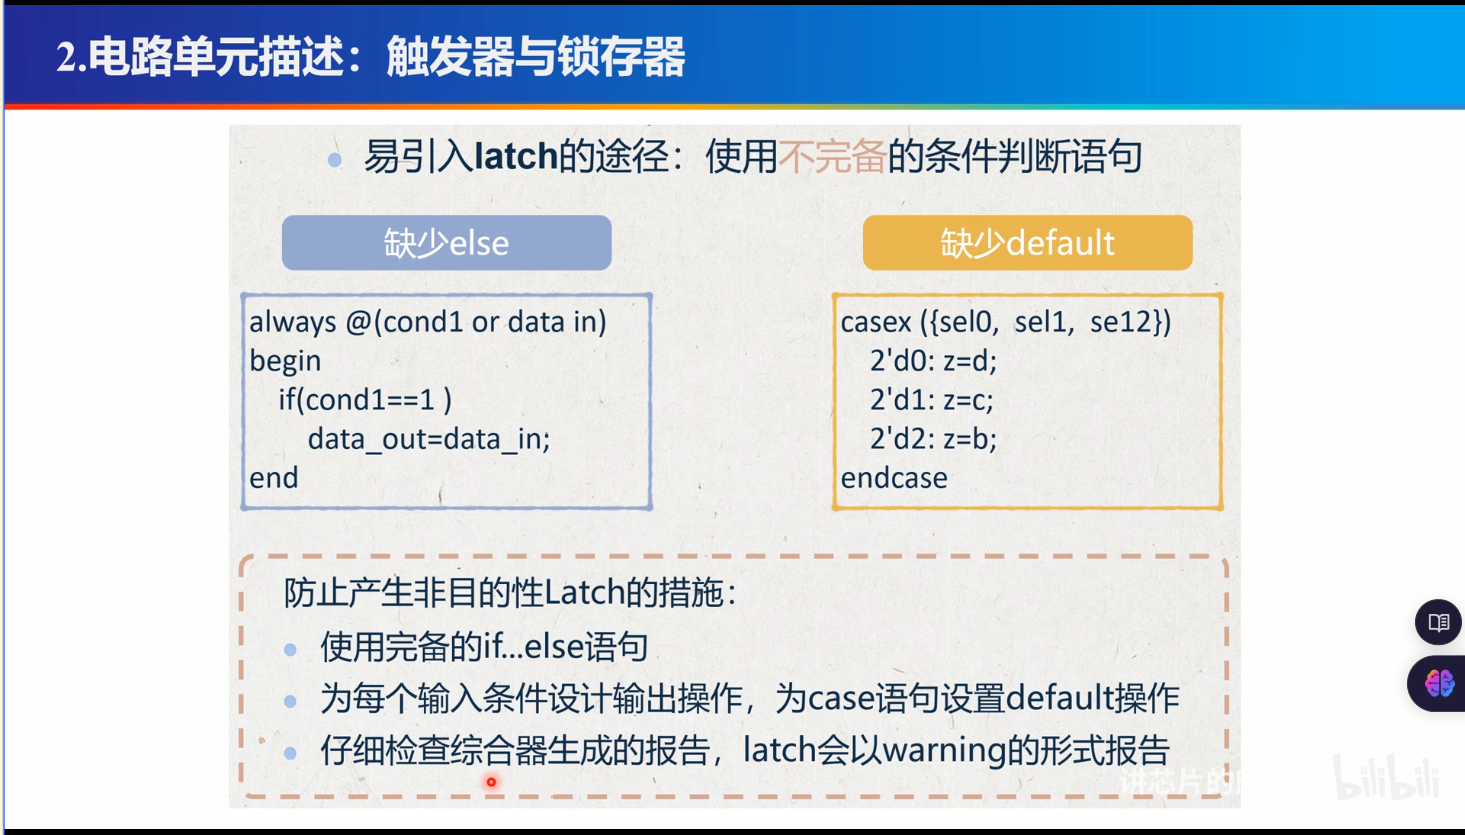 2.电路单元描述：触发器与锁存器
易引入latch的途径：使用不完备的条件判断语句
缺少else
always @(cond1 or data in)
begin
if(cond1==1 )
data_out=data_in;
end
缺少default
casex ({sel0, sel1, se12})
2'd0: z=d;
2'd1: z=c;
2'd2: z=b;
endcase
防止产生非目的性Latch的措施：
使用完备的if...else语句
为每个输入条件设计输出操作，为case语句设置default操作
仔细检查综合器生成的报告，latch会以warning的形式报告
讲芯片的
bilibili